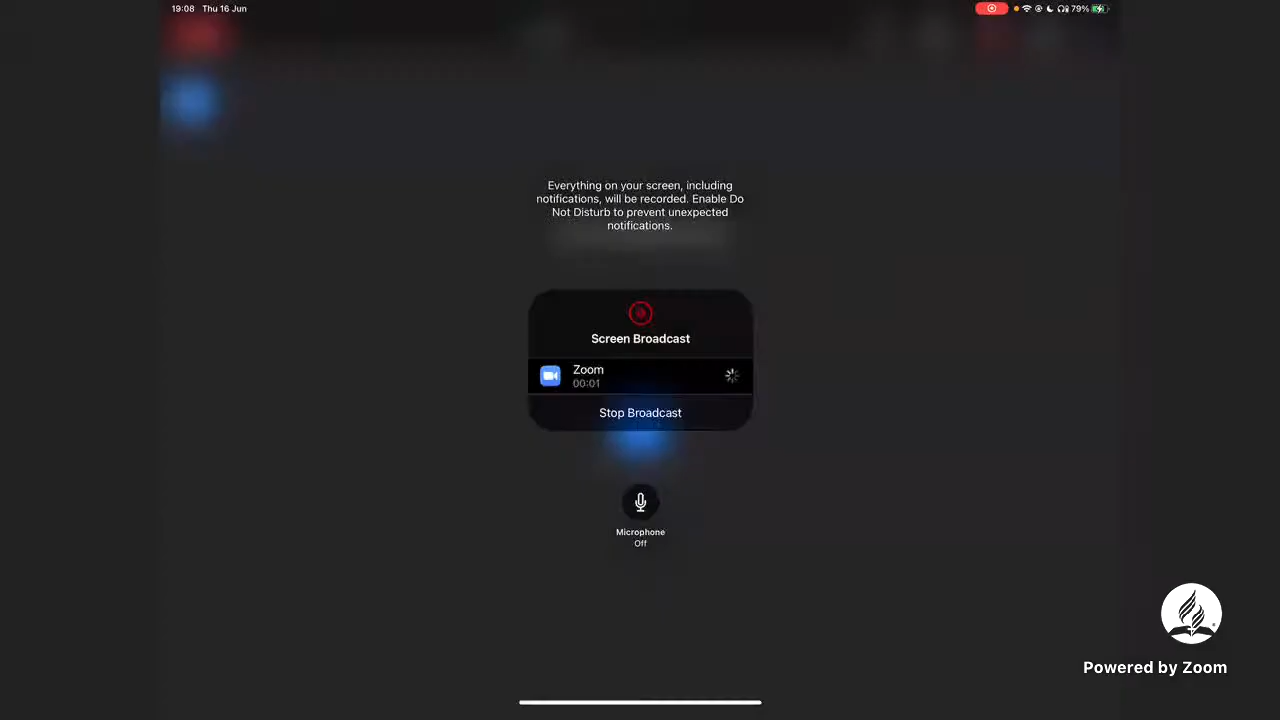 19:08 Thu 16 Jun
79%
Everything on your screen, including
notifications, will be recorded. Enable Do
Not Disturb to prevent unexpected
notifications.
Screen Broadcast
Zoom
00:01
Stop Broadcast
Microphone
Off
Powered by Zoom